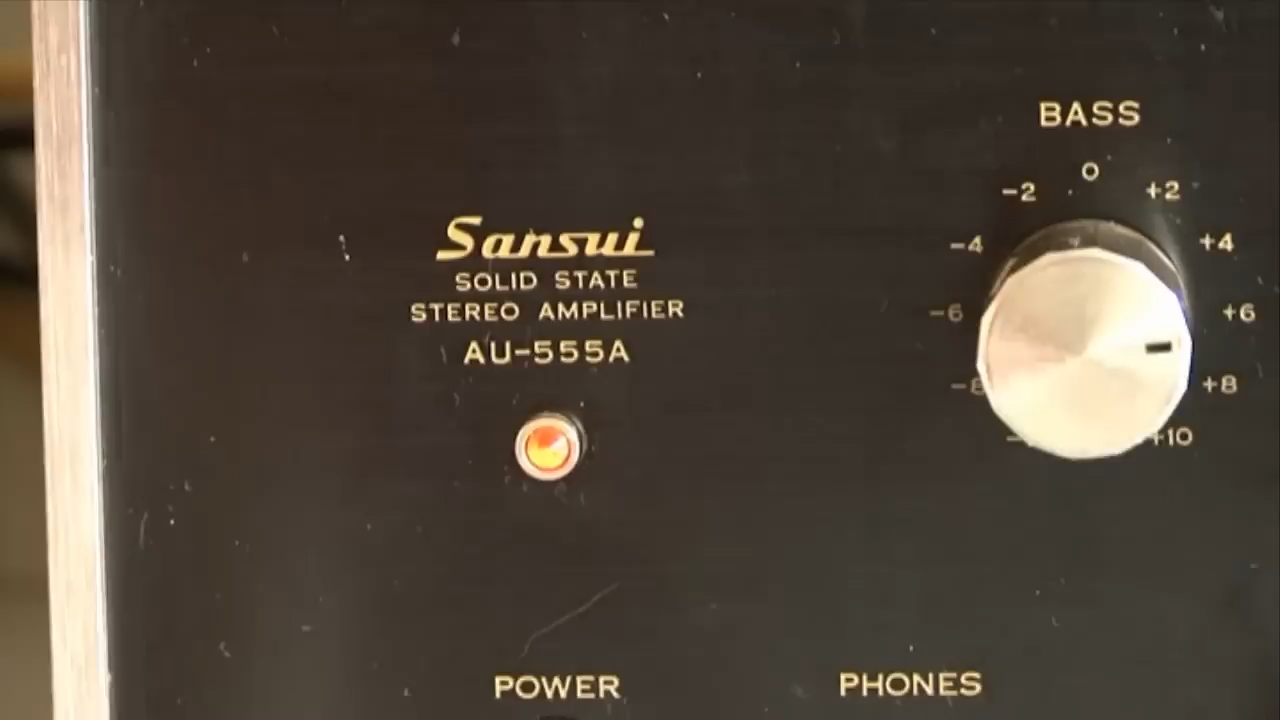 BASS
0
-2 +2
-4 +4
Sansui
SOLID STATE
STEREO AMPLIFIER
-6 +6
AU-555A
-8 +8
+10
POWER PHONES